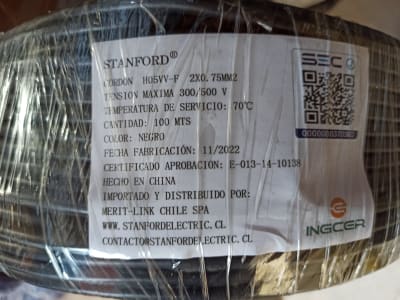 STANFORD®
CORDON H05VV-F 2X0.75MM2
TENSION MAXIMA 300/500 V
TEMPERATURA DE SERVICIO: 70℃
CANTIDAD: 100 MTS
COLOR: NEGRO
FECHA FABRICACIÓN: 11/2022
CERTIFICADO APROBACIÓN: E-013-14-10138
HECHO EN CHINA
IMPORTADO Y DISTRIBUIDO POR:
MERIT-LINK CHILE SPA
WWW.STANFORDELECTRIC.CL
CONTACTO@STANFORDELECTRIC.CL
SEC
INGCER